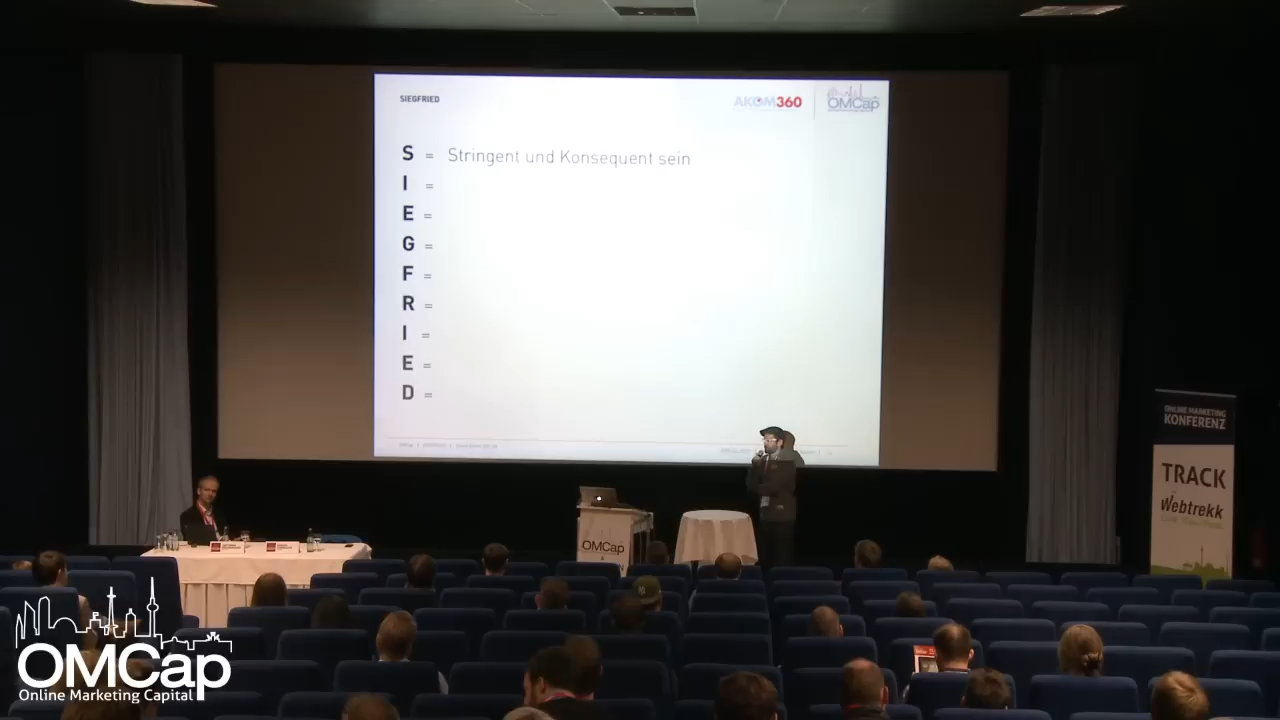 SIEGFRIED
AKOM360
OMCap
S = Stringent und Konsequent sein
I =
E =
G =
F =
R =
I =
E =
D =
ONLINE MARKETING
KONFERENZ
TRACK
Webtrekk
OMCap
OMCap
Online Marketing Capital